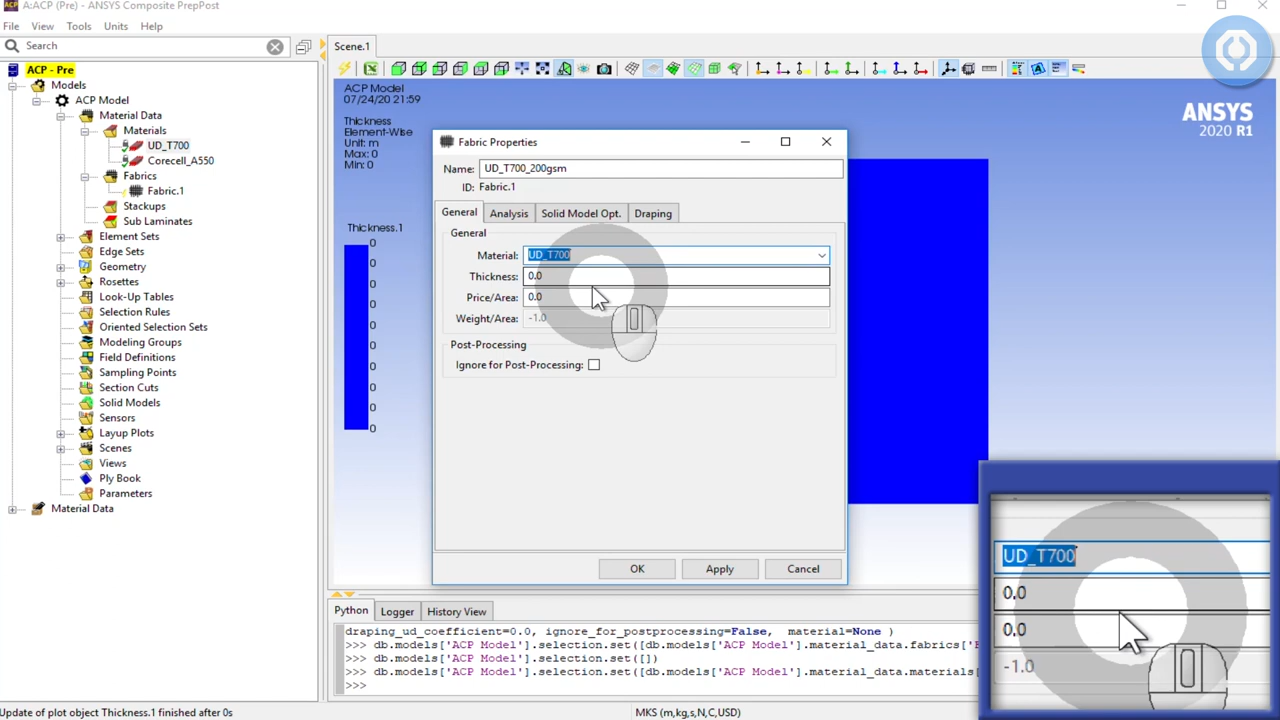 A:ACP (Pre) - ANSYS Composite PrepPost
File View Tools Units Help
Search
ACP - Pre
Models
ACP Model
Material Data
Materials
UD_T700
Corecell_A550
Fabrics
Fabric.1
Stackups
Sub Laminates
Element Sets
Edge Sets
Geometry
Rosettes
Look-Up Tables
Selection Rules
Oriented Selection Sets
Modeling Groups
Field Definitions
Sampling Points
Section Cuts
Solid Models
Sensors
Layup Plots
Scenes
Views
Ply Book
Parameters
Material Data
Scene.1
ACP Model
07/24/20 21:59
Thickness
Element-Wise
Unit: m
Max: 0
Min: 0
Thickness.1
0
0
0
0
0
0
0
0
0
0
ANSYS
2020 R1
Fabric Properties
Name: UD_T700_200gsm
ID: Fabric.1
General Analysis Solid Model Opt. Draping
General
Material: UD_T700
Thickness: 0.0
Price/Area: 0.0
Weight/Area: -1.0
Post-Processing
Ignore for Post-Processing:
OK Apply Cancel
Python Logger History View
draping_ud_coefficient=0.0, ignore_for_postprocessing=False, material=None )
>>> db.models['ACP Model'].selection.set([db.models['ACP Model'].material_data.fabrics['
>>> db.models['ACP Model'].selection.set([])
>>> db.models['ACP Model'].selection.set([db.models['ACP Model'].material_data.materials[
>>>
UD_T700
0.0
0.0
-1.0
Update of plot object Thickness.1 finished after 0s
MKS (m,kg,s,N,C,USD)